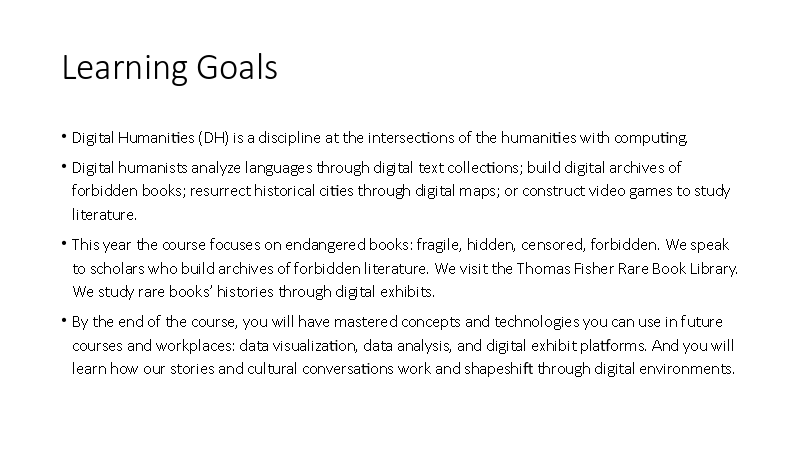 Learning Goals
• Digital Humanities (DH) is a discipline at the intersections of the humanities with computing.
• Digital humanists analyze languages through digital text collections; build digital archives of
forbidden books; resurrect historical cities through digital maps; or construct video games to study
literature.
• This year the course focuses on endangered books: fragile, hidden, censored, forbidden. We speak
to scholars who build archives of forbidden literature. We visit the Thomas Fisher Rare Book Library.
We study rare books’ histories through digital exhibits.
• By the end of the course, you will have mastered concepts and technologies you can use in future
courses and workplaces: data visualization, data analysis, and digital exhibit platforms. And you will
learn how our stories and cultural conversations work and shapeshift through digital environments.